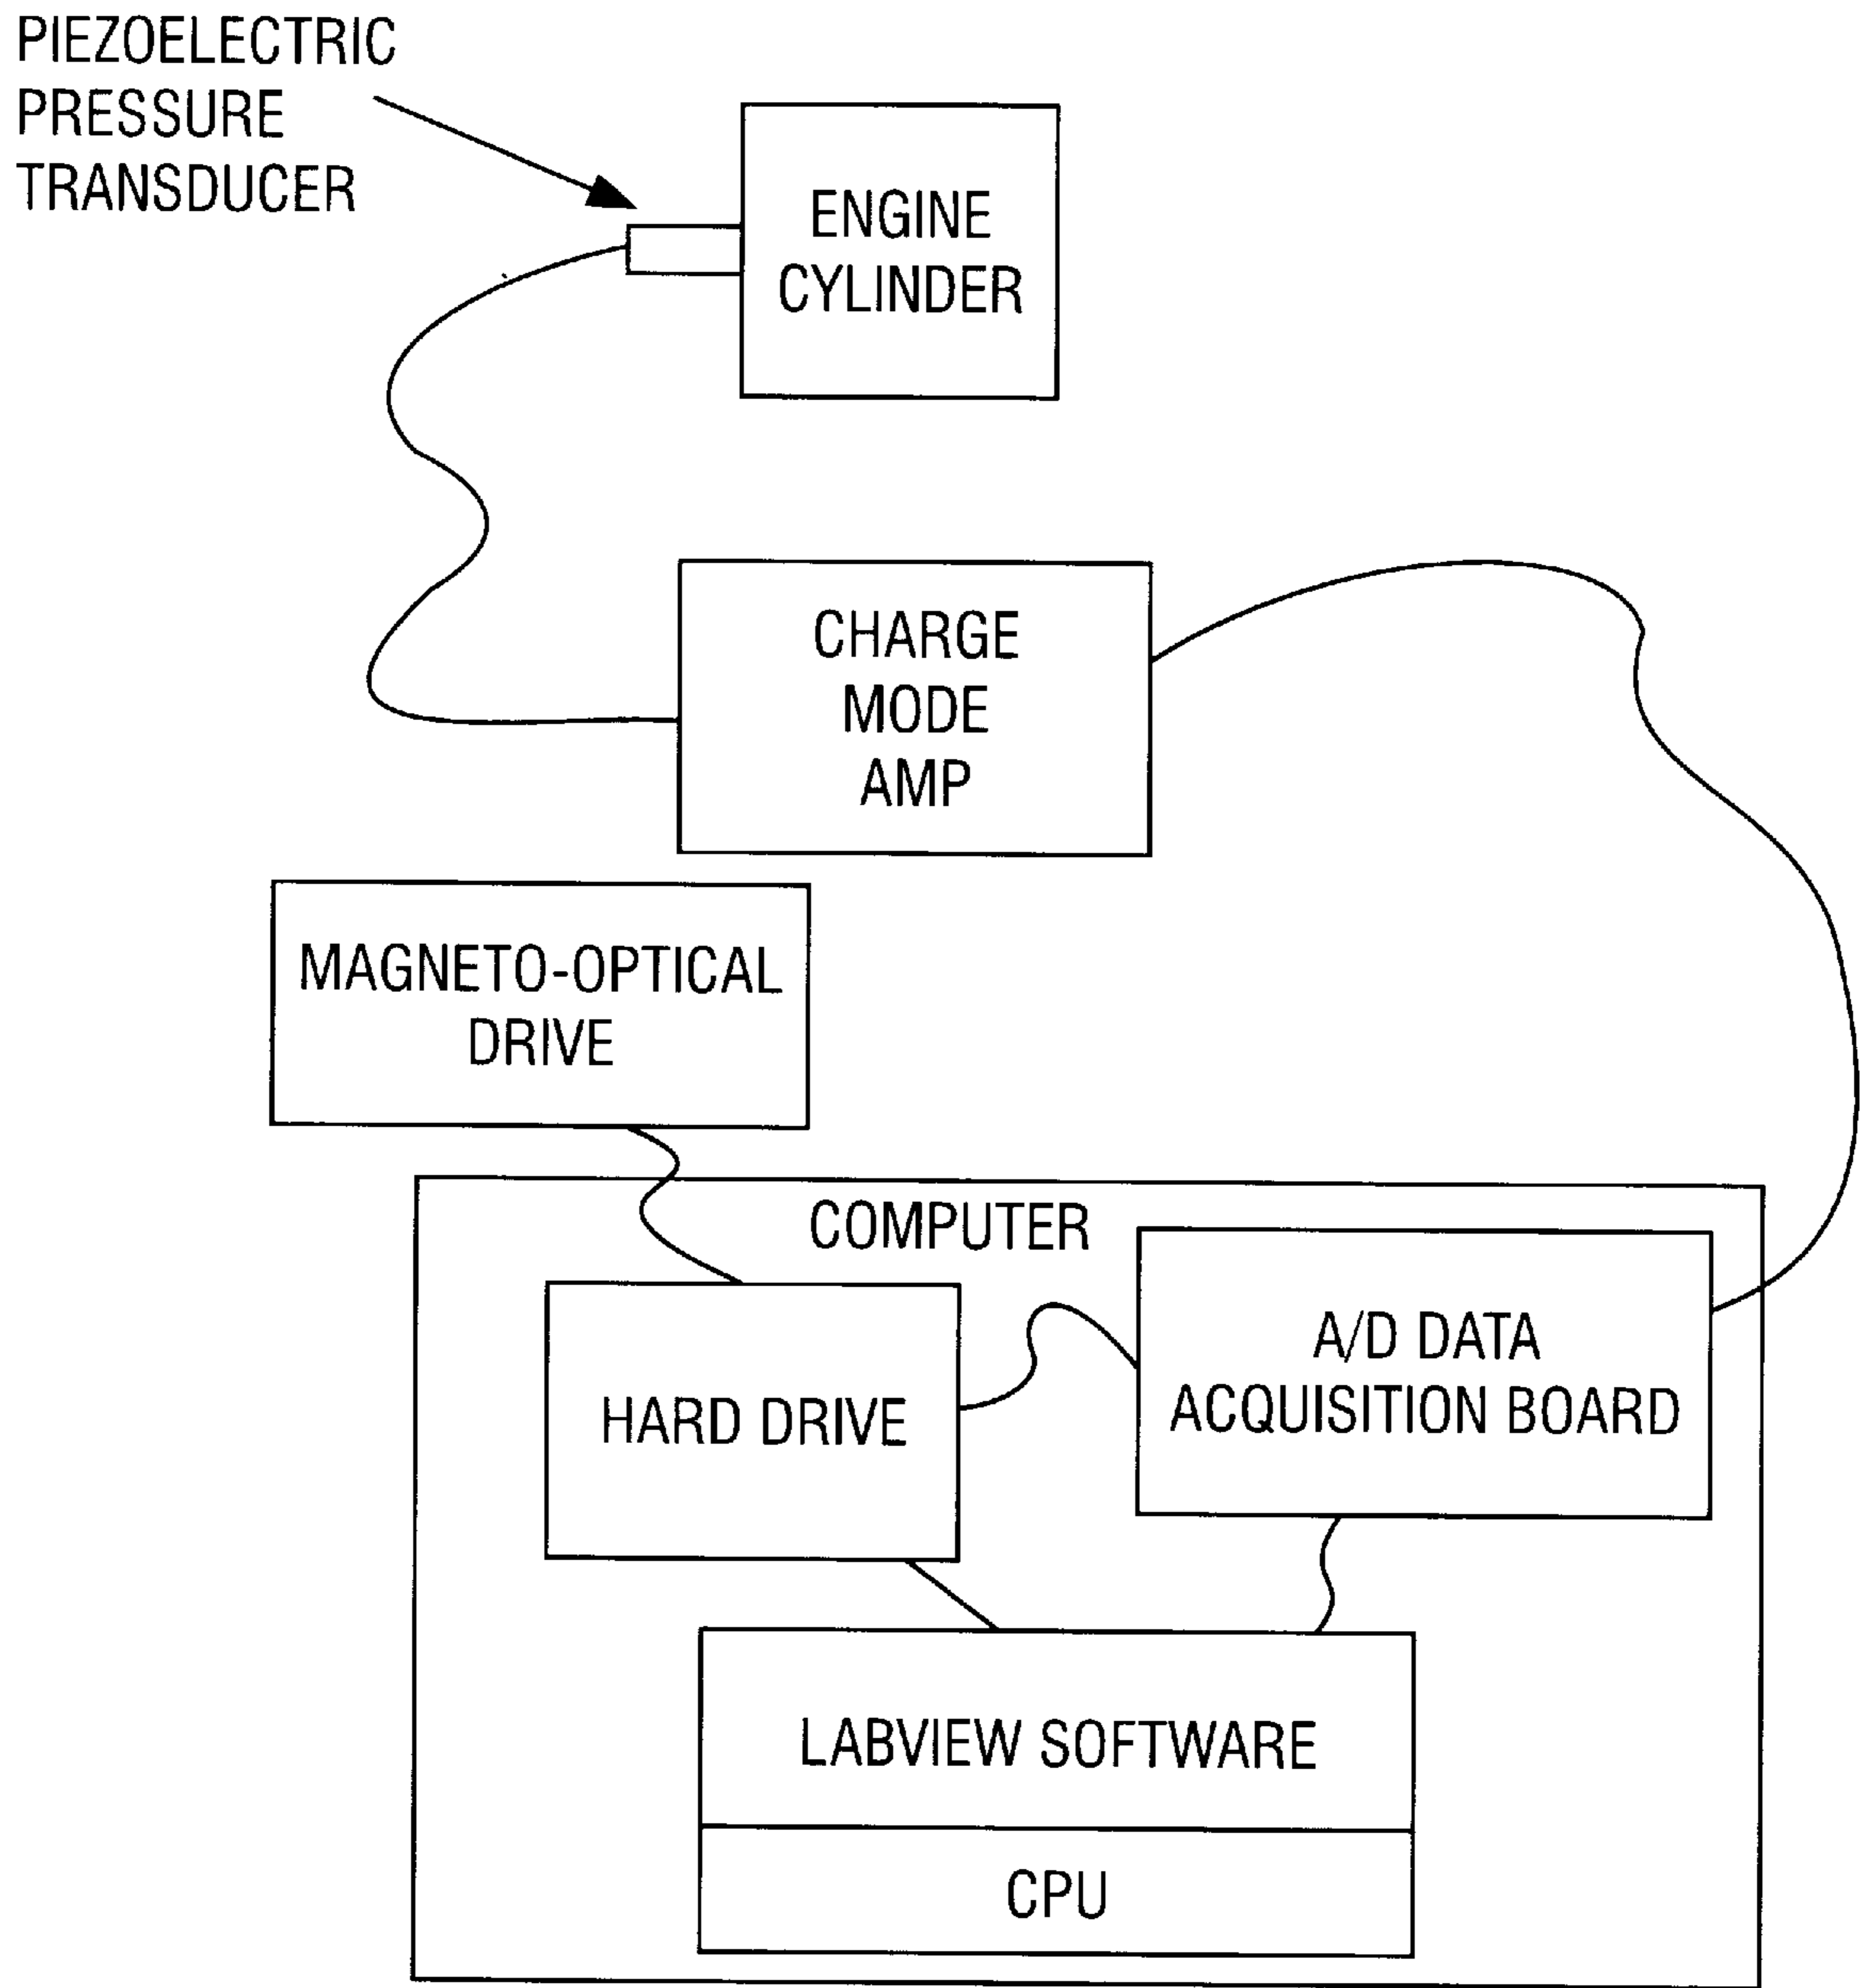 PIEZOELECTRIC
PRESSURE
TRANSDUCER
ENGINE
CYLINDER
CHARGE
MODE
AMP
MAGNETO-OPTICAL
DRIVE
COMPUTER
HARD DRIVE
A/D DATA
ACQUISITION BOARD
LABVIEW SOFTWARE
CPU